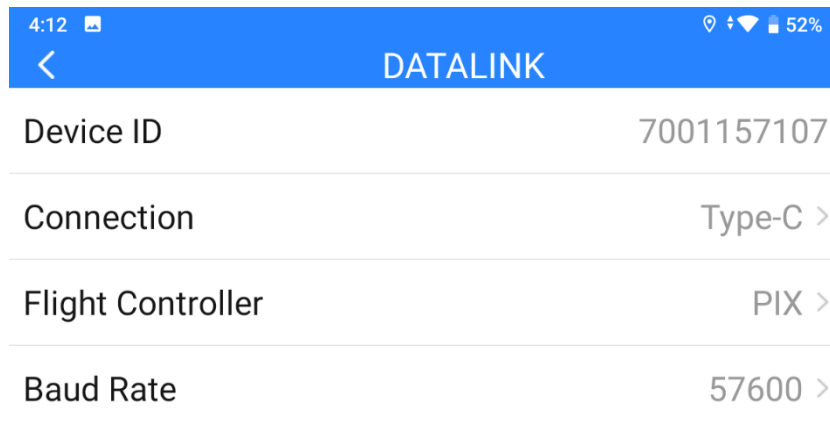 4:12 52%
DATALINK
Device ID 7001157107
Connection Type-C
Flight Controller PIX
Baud Rate 57600